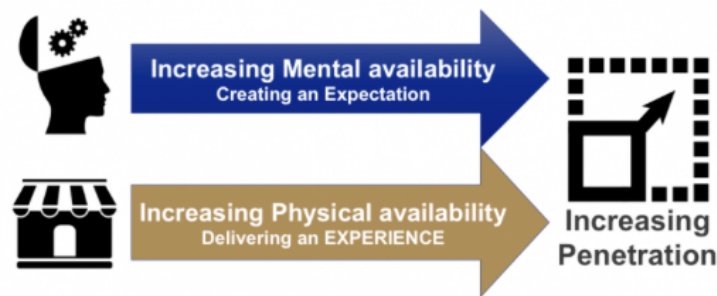 Increasing Mental availability
Creating an Expectation
Increasing Physical availability
Delivering an EXPERIENCE
Increasing
Penetration